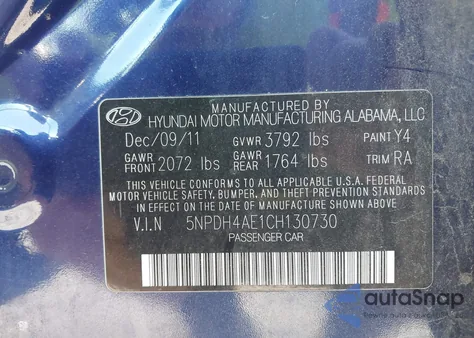 MANUFACTURED BY
HYUNDAI MOTOR MANUFACTURING ALABAMA, LLC
Dec/09/11 GVWR 3792 lbs PAINT Y4
GAWR FRONT 2072 lbs GAWR REAR 1764 lbs TRIM RA
THIS VEHICLE CONFORMS TO ALL APPLICABLE U.S.A FEDERAL
MOTOR VEHICLE SAFETY, BUMPER, AND THEFT PREVENTION STANDARDS
IN EFFECT ON THE DATE OF MANUFACTURE SHOWN ABOVE.
V.I.N 5NPDH4AE1CH130730
PASSENGER CAR
autoSnap